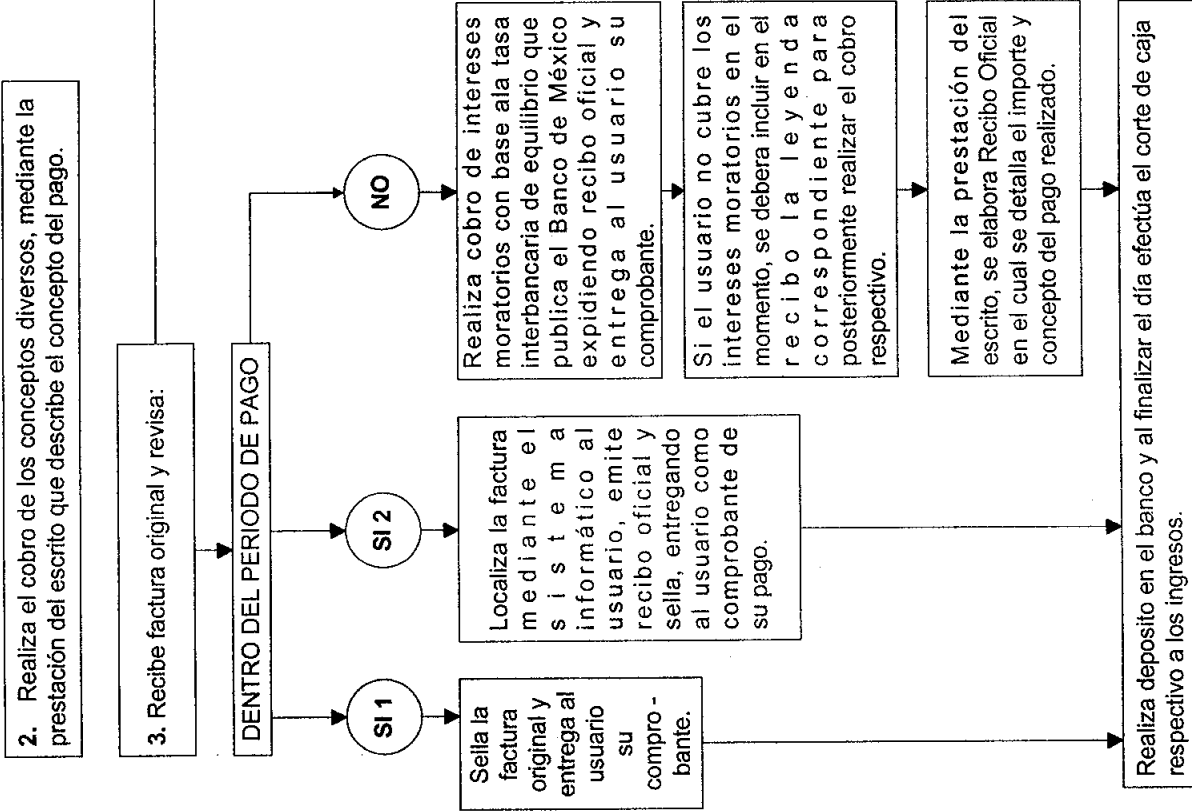 2. Realiza el cobro de los conceptos diversos, mediante la
prestación del escrito que describe el concepto del pago.
3. Recibe factura original y revisa:
DENTRO DEL PERIODO DE PAGO
SI 1
SI 2
NO
Sella la
factura
original y
entrega al
usuario
su
compro -
bante.
Localiza la factura
mediante el
sistema
informático al
usuario, emite
recibo oficial y
sella, entregando
al usuario como
comprobante de
su pago.
Realiza cobro de intereses
moratorios con base ala tasa
interbancaria de equilibrio que
publica el Banco de México
expidiendo recibo oficial y
entrega al usuario su
comprobante.
Si el usuario no cubre los
intereses moratorios en el
momento, se debera incluir en el
recibo la leyenda
correspondiente para
posteriormente realizar el cobro
respectivo.
Mediante la prestación del
escrito, se elabora Recibo Oficial
en el cual se detalla el importe y
concepto del pago realizado.
Realiza deposito en el banco y al finalizar el día efectúa el corte de caja
respectivo a los ingresos.